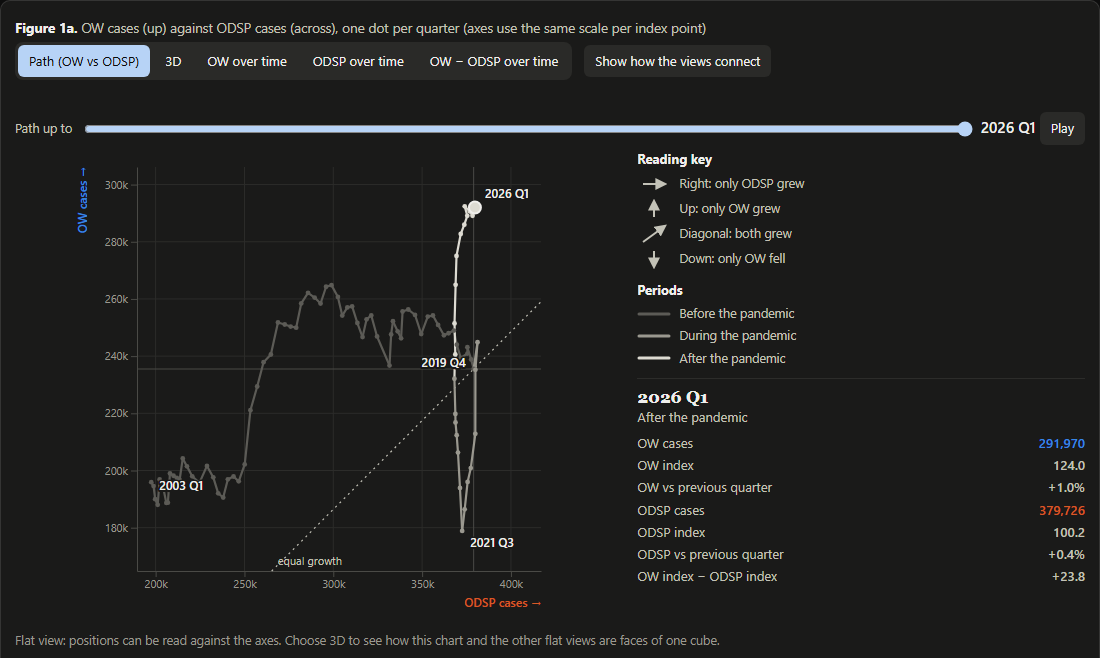 Figure 1a. OW cases (up) against ODSP cases (across), one dot per quarter (axes use the same scale per index point)
Path (OW vs ODSP)
3D
OW over time
ODSP over time
OW − ODSP over time
Show how the views connect
Path up to
2026 Q1
Play
OW cases →
300k
280k
260k
240k
220k
200k
180k
2026 Q1
2019 Q4
2003 Q1
2021 Q3
equal growth
200k
250k
300k
350k
400k
ODSP cases →
Reading key
Right: only ODSP grew
Up: only OW grew
Diagonal: both grew
Down: only OW fell
Periods
Before the pandemic
During the pandemic
After the pandemic
2026 Q1
After the pandemic
OW cases 291,970
OW index 124.0
OW vs previous quarter +1.0%
ODSP cases 379,726
ODSP index 100.2
ODSP vs previous quarter +0.4%
OW index − ODSP index +23.8
Flat view: positions can be read against the axes. Choose 3D to see how this chart and the other flat views are faces of one cube.